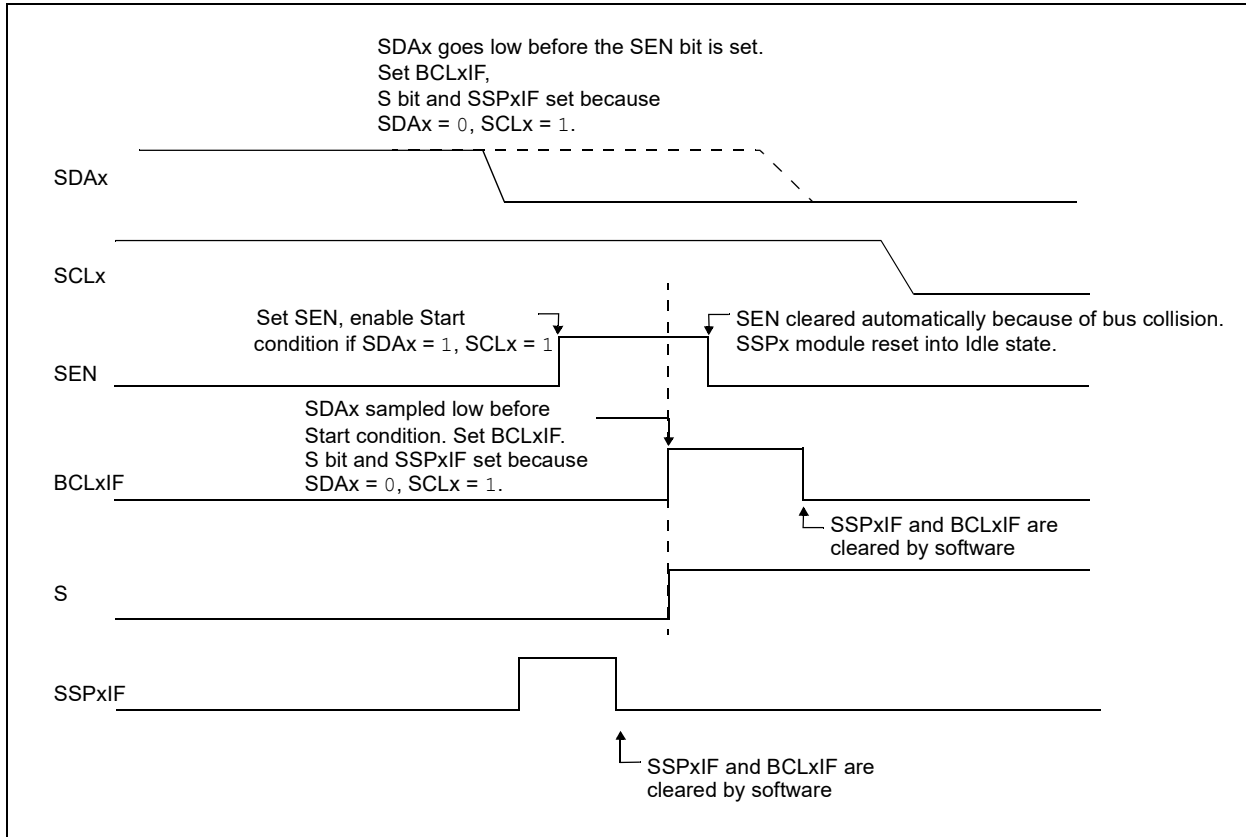 SDAx goes low before the SEN bit is set.
Set BCLxIF,
S bit and SSPxIF set because
SDAx = 0, SCLx = 1.
SDAx
SCLx
Set SEN, enable Start
condition if SDAx = 1, SCLx = 1
SEN cleared automatically because of bus collision.
SSPx module reset into Idle state.
SEN
SDAx sampled low before
Start condition. Set BCLxIF.
S bit and SSPxIF set because
SDAx = 0, SCLx = 1.
BCLxIF
SSPxIF and BCLxIF are
cleared by software
S
SSPxIF
SSPxIF and BCLxIF are
cleared by software